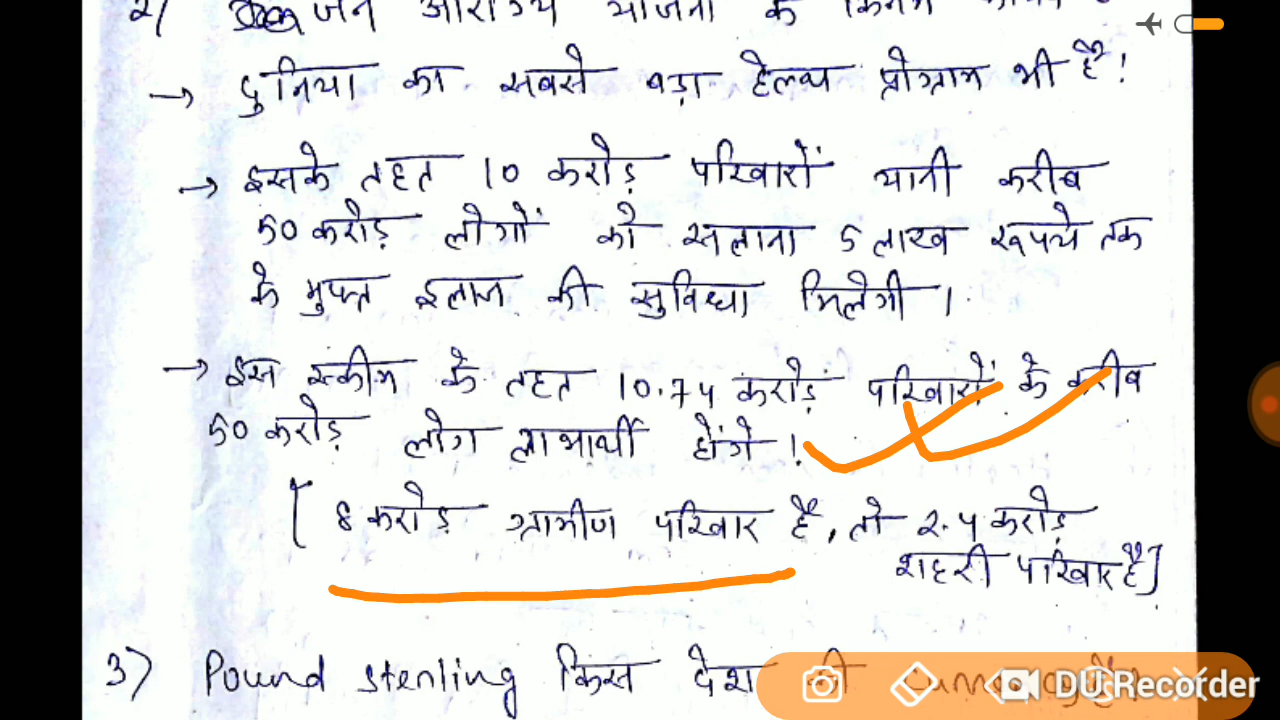 2) जन आरोग्य योजना के
→ दुनिया का सबसे बड़ा हेल्थ प्रोग्राम भी है!
→ इसके तहत 10 करोड़ परिवारों यानी करीब
50 करोड़ लोगों को सलाना 5 लाख रूपये तक
के मुफ्त इलाज की सुविधा मिलेगी।
→ इस स्कीम के तहत 10.74 करोड़ परिवारों के करीब
50 करोड़ लोग लाभार्थी होंगे!
[ 8 करोड़ ग्रामीण परिवार है, तो 2.4 करोड़
शहरी परिवार है]
3) Pound sterling किस देश की
DU Recorder